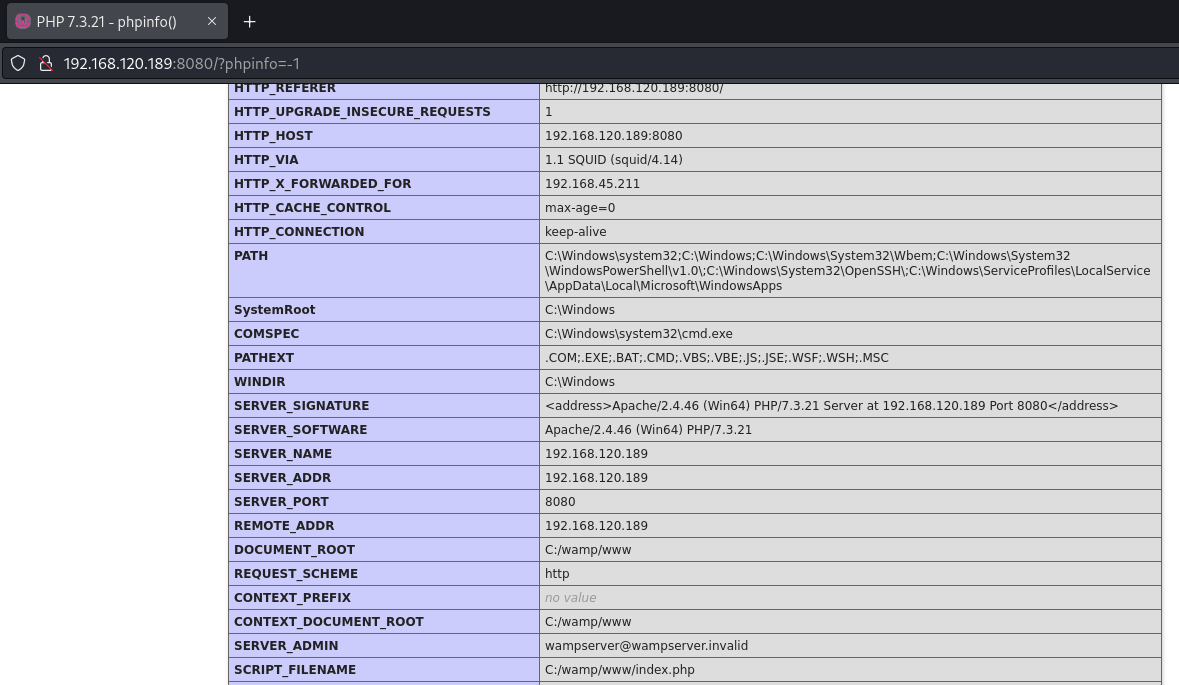 PHP 7.3.21 - phpinfo()
192.168.120.189:8080/?phpinfo=-1
HTTP_REFERER http://192.168.120.189:8080/
HTTP_UPGRADE_INSECURE_REQUESTS 1
HTTP_HOST 192.168.120.189:8080
HTTP_VIA 1.1 SQUID (squid/4.14)
HTTP_X_FORWARDED_FOR 192.168.45.211
HTTP_CACHE_CONTROL max-age=0
HTTP_CONNECTION keep-alive
PATH C:\Windows\system32;C:\Windows;C:\Windows\System32\Wbem;C:\Windows\System32
\WindowsPowerShell\v1.0\;C:\Windows\System32\OpenSSH\;C:\Windows\ServiceProfiles\LocalService
\AppData\Local\Microsoft\WindowsApps
SystemRoot C:\Windows
COMSPEC C:\Windows\system32\cmd.exe
PATHEXT .COM;.EXE;.BAT;.CMD;.VBS;.VBE;.JS;.JSE;.WSF;.WSH;.MSC
WINDIR C:\Windows
SERVER_SIGNATURE <address>Apache/2.4.46 (Win64) PHP/7.3.21 Server at 192.168.120.189 Port 8080</address>
SERVER_SOFTWARE Apache/2.4.46 (Win64) PHP/7.3.21
SERVER_NAME 192.168.120.189
SERVER_ADDR 192.168.120.189
SERVER_PORT 8080
REMOTE_ADDR 192.168.120.189
DOCUMENT_ROOT C:/wamp/www
REQUEST_SCHEME http
CONTEXT_PREFIX no value
CONTEXT_DOCUMENT_ROOT C:/wamp/www
SERVER_ADMIN wampserver@wampserver.invalid
SCRIPT_FILENAME C:/wamp/www/index.php